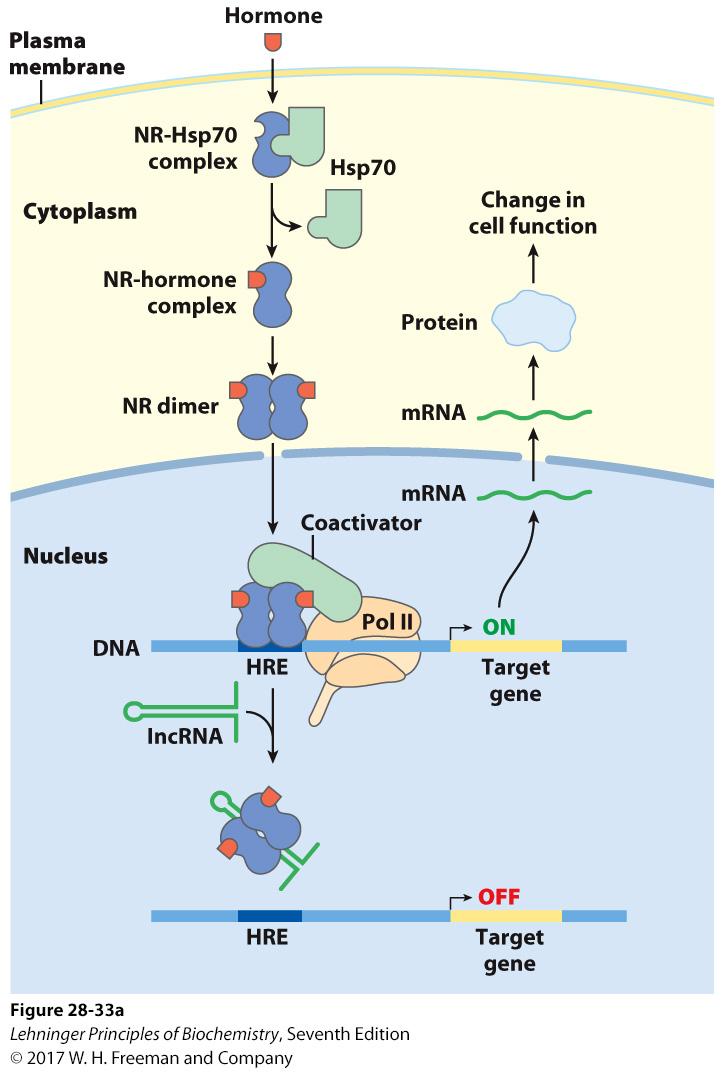 Hormone
Plasma
membrane
NR-Hsp70
complex
Hsp70
Cytoplasm
Change in
cell function
NR-hormone
complex
Protein
NR dimer
mRNA
mRNA
Coactivator
Nucleus
Pol II
ON
DNA
HRE
Target
gene
lncRNA
OFF
HRE
Target
gene
Figure 28-33a
Lehninger Principles of Biochemistry, Seventh Edition
© 2017 W. H. Freeman and Company